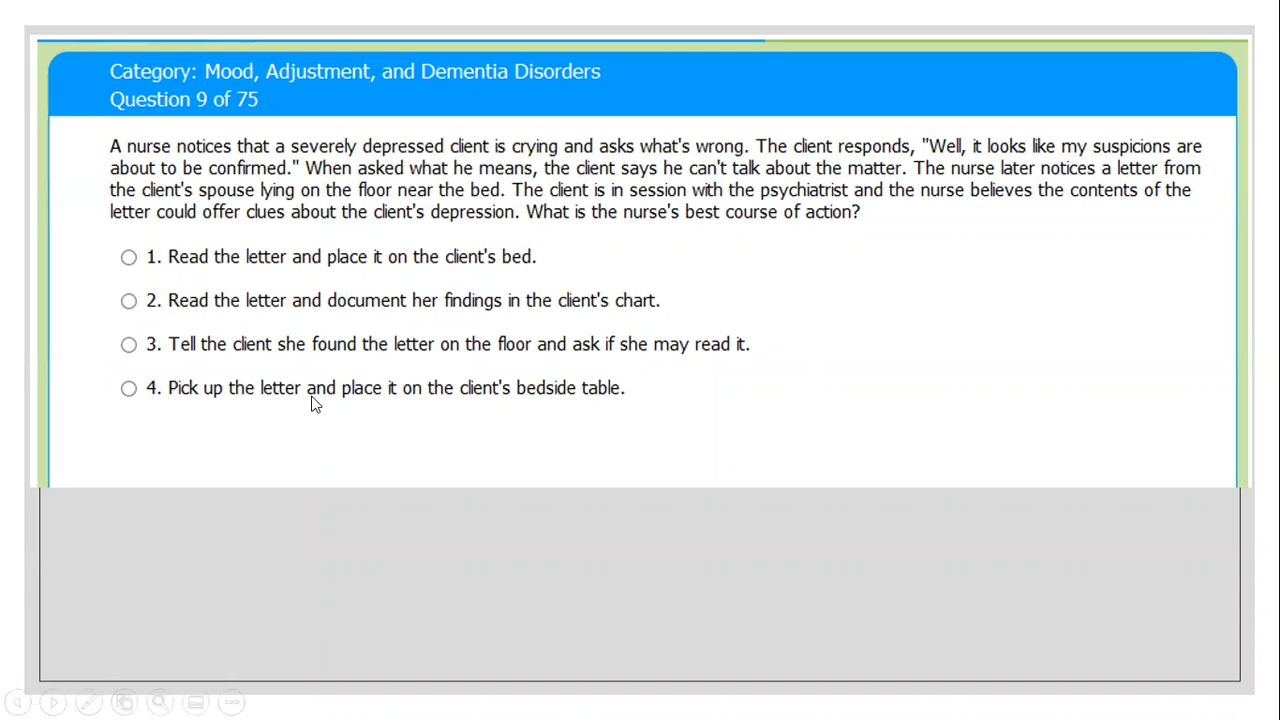 Category: Mood, Adjustment, and Dementia Disorders
Question 9 of 75
A nurse notices that a severely depressed client is crying and asks what's wrong. The client responds, "Well, it looks like my suspicions are
about to be confirmed." When asked what he means, the client says he can't talk about the matter. The nurse later notices a letter from
the client's spouse lying on the floor near the bed. The client is in session with the psychiatrist and the nurse believes the contents of the
letter could offer clues about the client's depression. What is the nurse's best course of action?
1. Read the letter and place it on the client's bed.
2. Read the letter and document her findings in the client's chart.
3. Tell the client she found the letter on the floor and ask if she may read it.
4. Pick up the letter and place it on the client's bedside table.